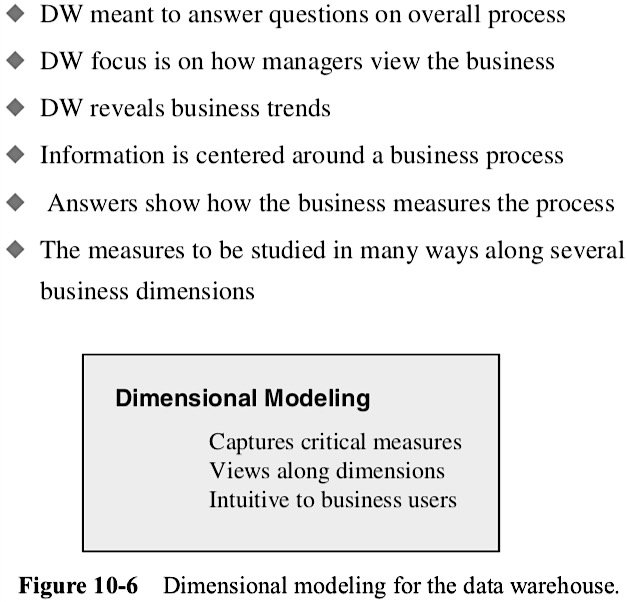 DW meant to answer questions on overall process
DW focus is on how managers view the business
DW reveals business trends
Information is centered around a business process
Answers show how the business measures the process
The measures to be studied in many ways along several
business dimensions
Dimensional Modeling
Captures critical measures
Views along dimensions
Intuitive to business users
Figure 10-6 Dimensional modeling for the data warehouse.